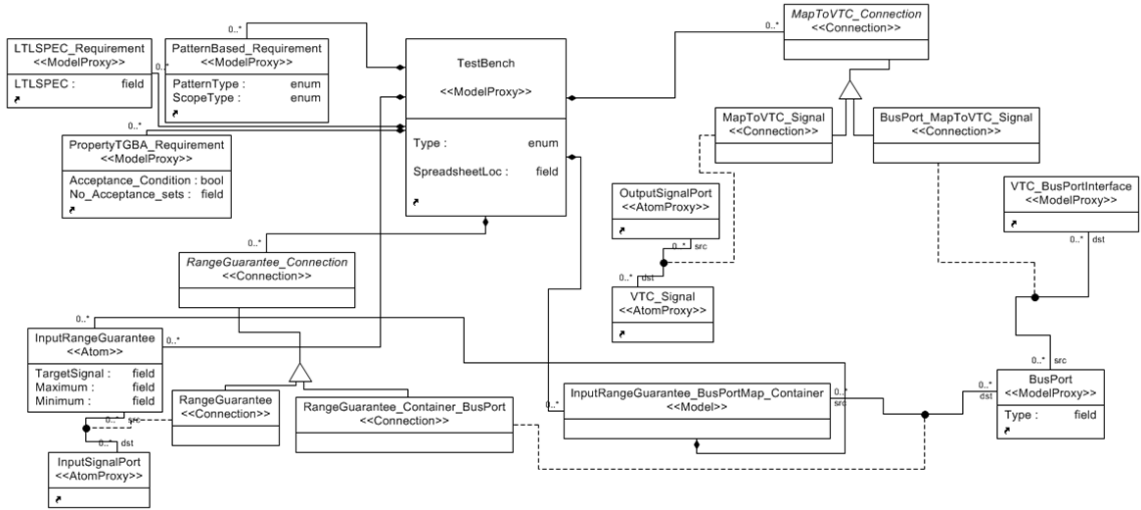 0..*
MapToVTC_Connection
<<Connection>>
0..*
LTLSPEC_Requirement
<<ModelProxy>>
LTLSPEC : field
0..*
PatternBased_Requirement
<<ModelProxy>>
PatternType : enum
ScopeType : enum
TestBench
<<ModelProxy>>
Type : enum
SpreadsheetLoc : field
0..*
PropertyTGBA_Requirement
<<ModelProxy>>
Acceptance_Condition : bool
No_Acceptance_sets : field
MapToVTC_Signal
<<Connection>>
BusPort_MapToVTC_Signal
<<Connection>>
OutputSignalPort
<<AtomProxy>>
0..* src
0..* dst
VTC_Signal
<<AtomProxy>>
VTC_BusPortInterface
<<ModelProxy>>
0..* dst
0..*
RangeGuarantee_Connection
<<Connection>>
0..*
InputRangeGuarantee
<<Atom>>
0..*
TargetSignal : field
Maximum : field
Minimum : field
0..* src
0..* dst
InputSignalPort
<<AtomProxy>>
RangeGuarantee
<<Connection>>
RangeGuarantee_Container_BusPort
<<Connection>>
0..*
InputRangeGuarantee_BusPortMap_Container
<<Model>>
0..*
src
0..*
dst
0..* src
BusPort
<<ModelProxy>>
Type : field